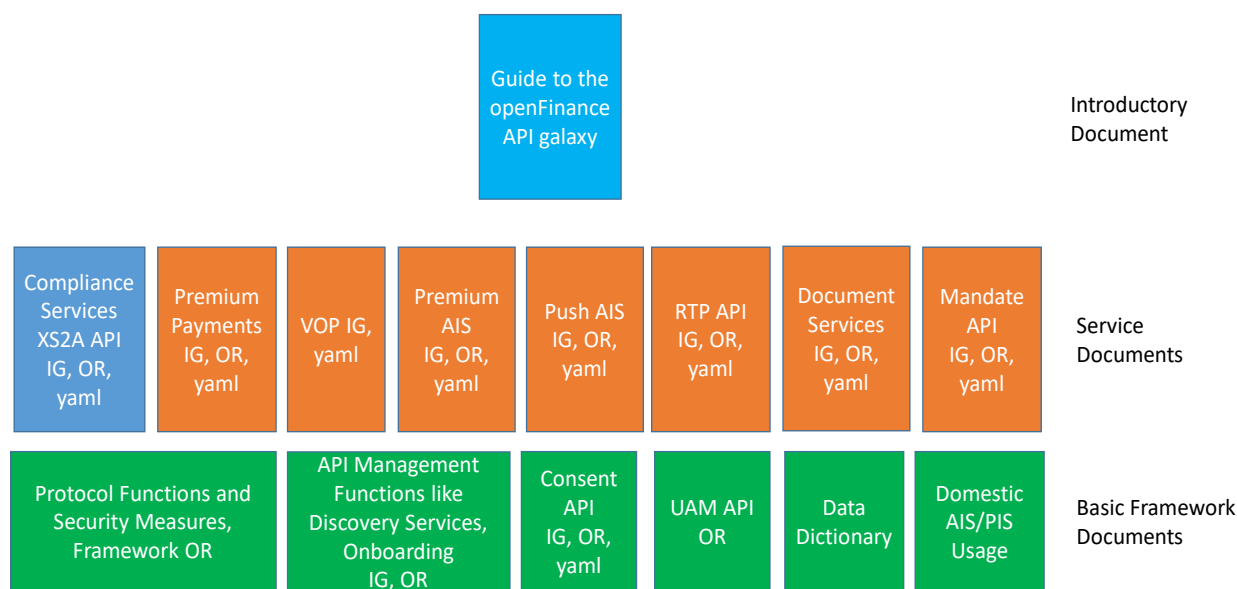 Guide to the
openFinance
API galaxy
Introductory
Document
Compliance
Services
XS2A API
IG, OR,
yaml
Premium
Payments
IG, OR,
yaml
VOP IG,
yaml
Premium
AIS
IG, OR,
yaml
Push AIS
IG, OR,
yaml
RTP API
IG, OR,
yaml
Document
Services
IG, OR,
yaml
Mandate
API
IG, OR,
yaml
Service
Documents
Protocol Functions and
Security Measures,
Framework OR
API Management
Functions like
Discovery Services,
Onboarding
IG, OR
Consent
API
IG, OR,
yaml
UAM API
OR
Data
Dictionary
Domestic
AIS/PIS
Usage
Basic Framework
Documents